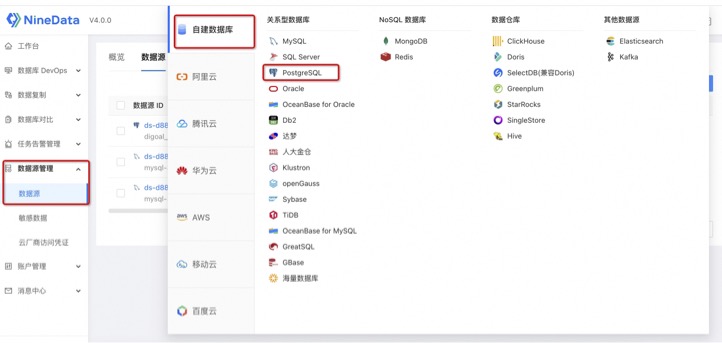 NineData V4.0.0
工作台
数据库 DevOps
数据复制
数据库对比
任务告警管理
数据源管理
数据源
敏感数据
云厂商访问凭证
账户管理
消息中心
概览 数据源
数据源 ID
ds-d88
digoal_
ds-d88
mysql-
ds-d88
mysql-
自建数据库
阿里云
腾讯云
华为云
AWS
移动云
百度云
关系型数据库
MySQL
SQL Server
PostgreSQL
Oracle
OceanBase for Oracle
Db2
达梦
人大金仓
Klustron
openGauss
Sybase
TiDB
OceanBase for MySQL
GreatSQL
GBase
海量数据库
NoSQL 数据库
MongoDB
Redis
数据仓库
ClickHouse
Doris
SelectDB(兼容Doris)
Greenplum
StarRocks
SingleStore
Hive
其他数据源
Elasticsearch
Kafka